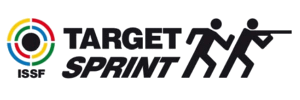 TARGET
SPRINT
ISSF